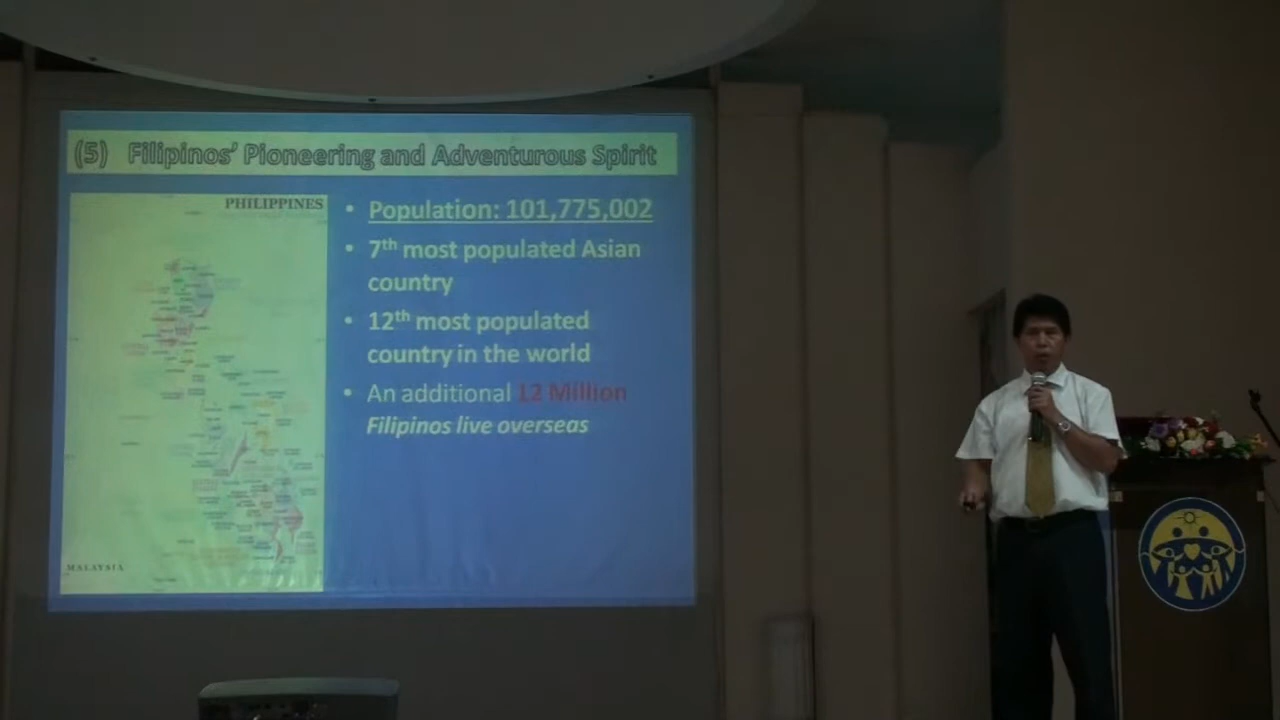 (5) Filipinos' Pioneering and Adventurous Spirit
PHILIPPINES
• Population: 101,775,002
• 7th most populated Asian
country
• 12th most populated
country in the world
• An additional 12 Million
Filipinos live overseas
MALAYSIA